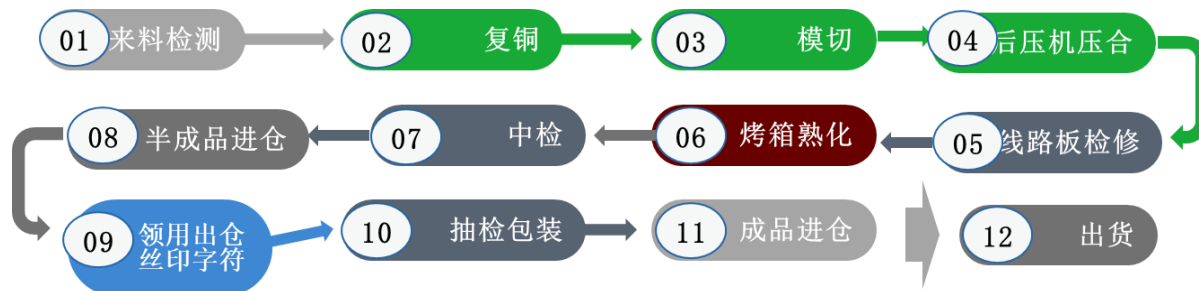 01 来料检测
02 复铜
03 模切
04 后压机压合
05 线路板检修
06 烤箱熟化
07 中检
08 半成品进仓
09 领用出仓
丝印字符
10 抽检包装
11 成品进仓
12 出货